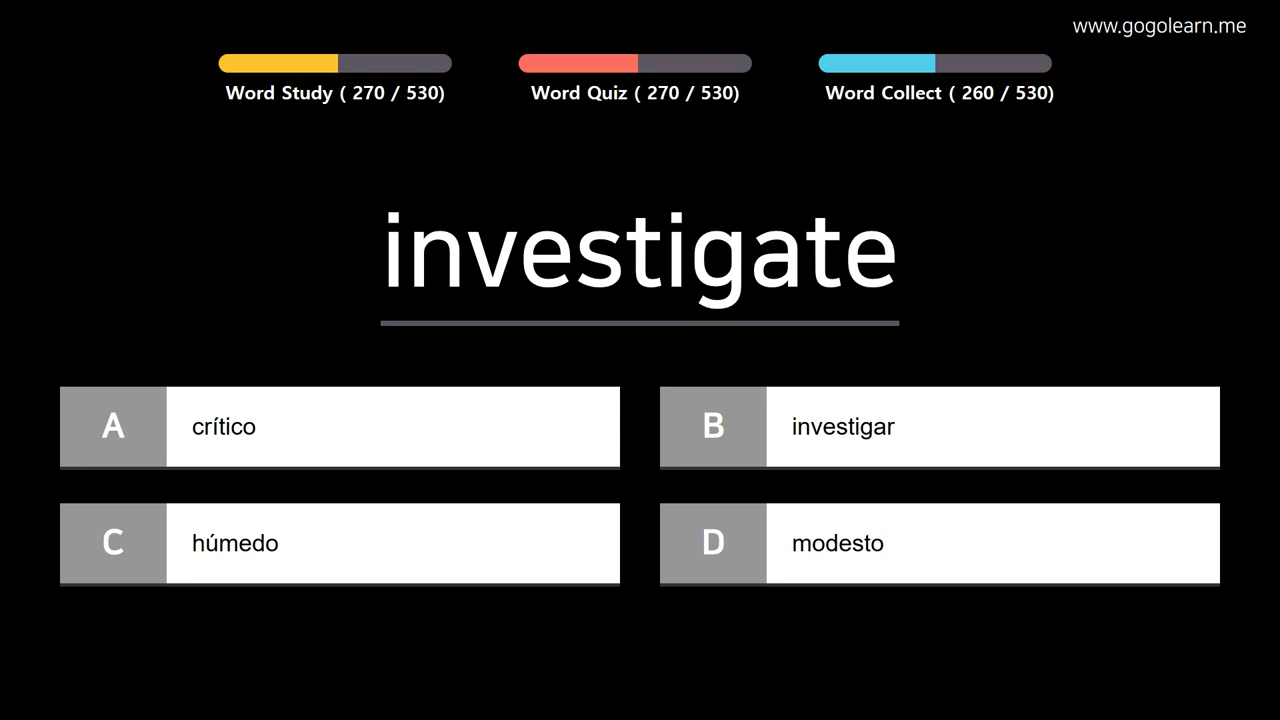 www.gogolearn.me
Word Study ( 270 / 530)
Word Quiz ( 270 / 530)
Word Collect ( 260 / 530)
investigate
A crítico
B investigar
C húmedo
D modesto